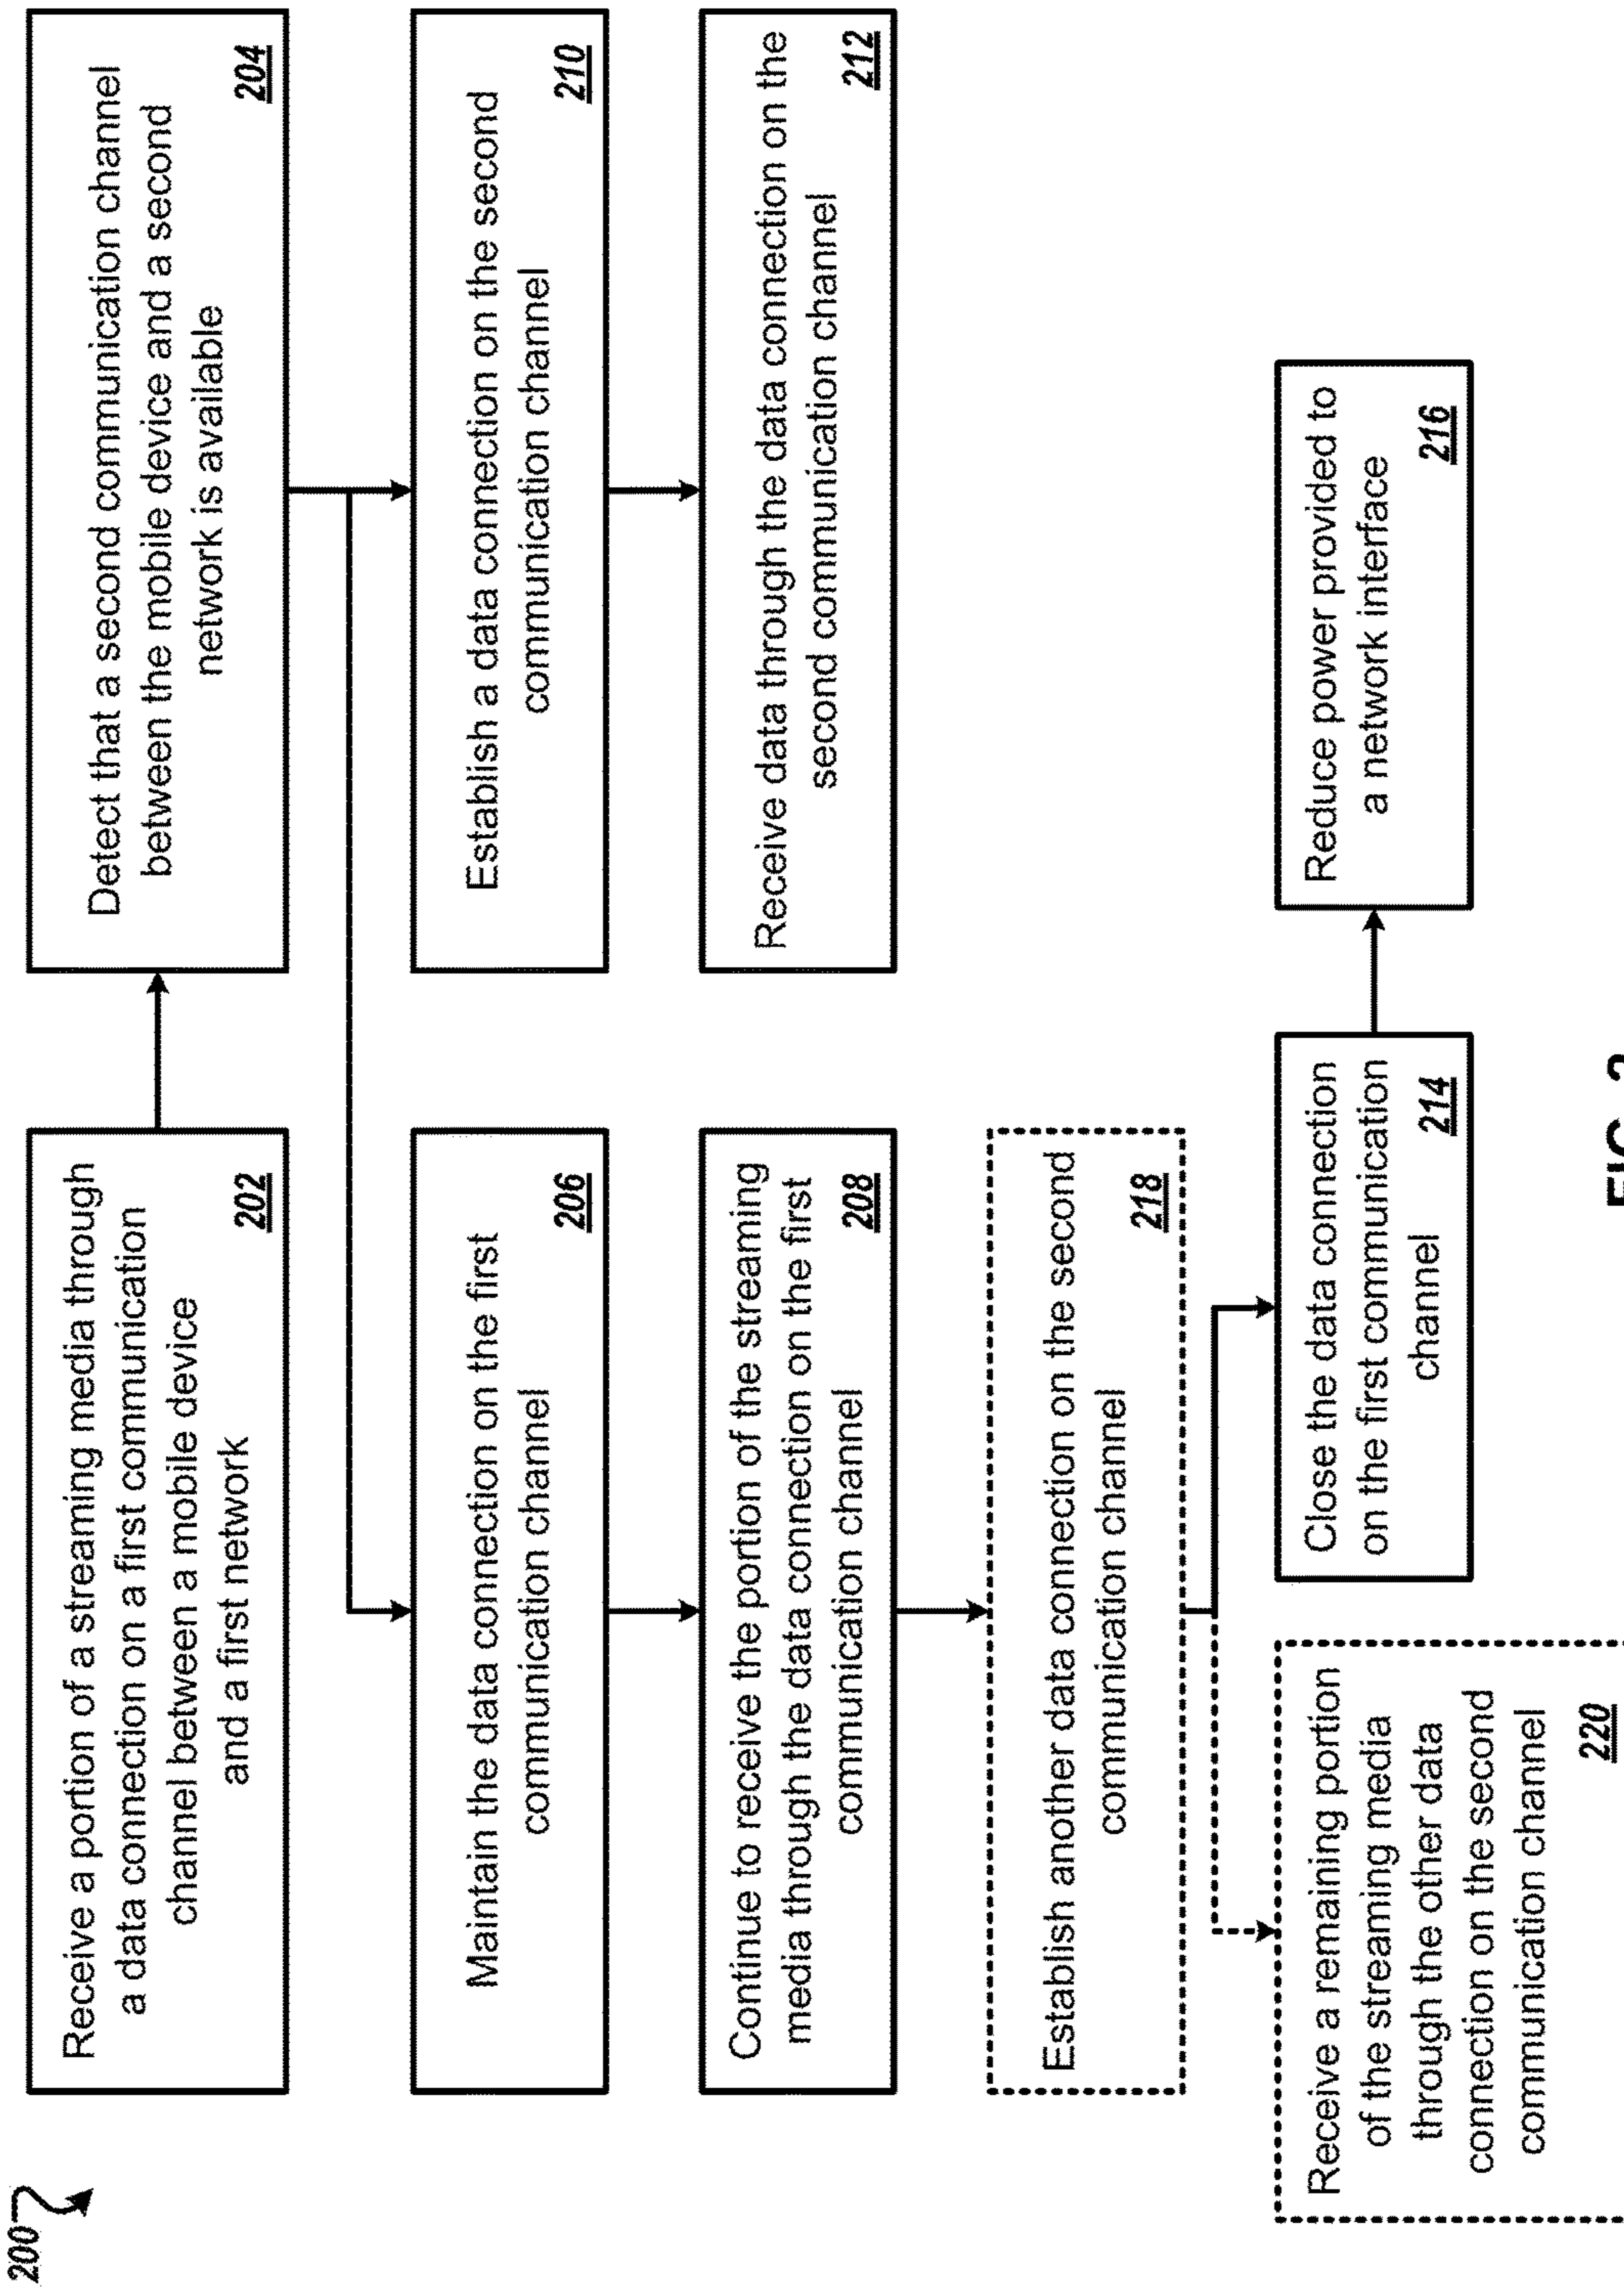 200
Receive a portion of a streaming media through
a data connection on a first communication
channel between a mobile device
and a first network
202
Detect that a second communication channel
between the mobile device and a second
network is available
204
Maintain the data connection on the first
communication channel
206
Establish a data connection on the second
communication channel
210
Continue to receive the portion of the streaming
media through the data connection on the first
communication channel
208
Receive data through the data connection on the
second communication channel
212
Establish another data connection on the second
communication channel
218
Receive a remaining portion
of the streaming media
through the other data
connection on the second
communication channel
220
Close the data connection
on the first communication
channel
214
Reduce power provided to
a network interface
216
FIG. 2